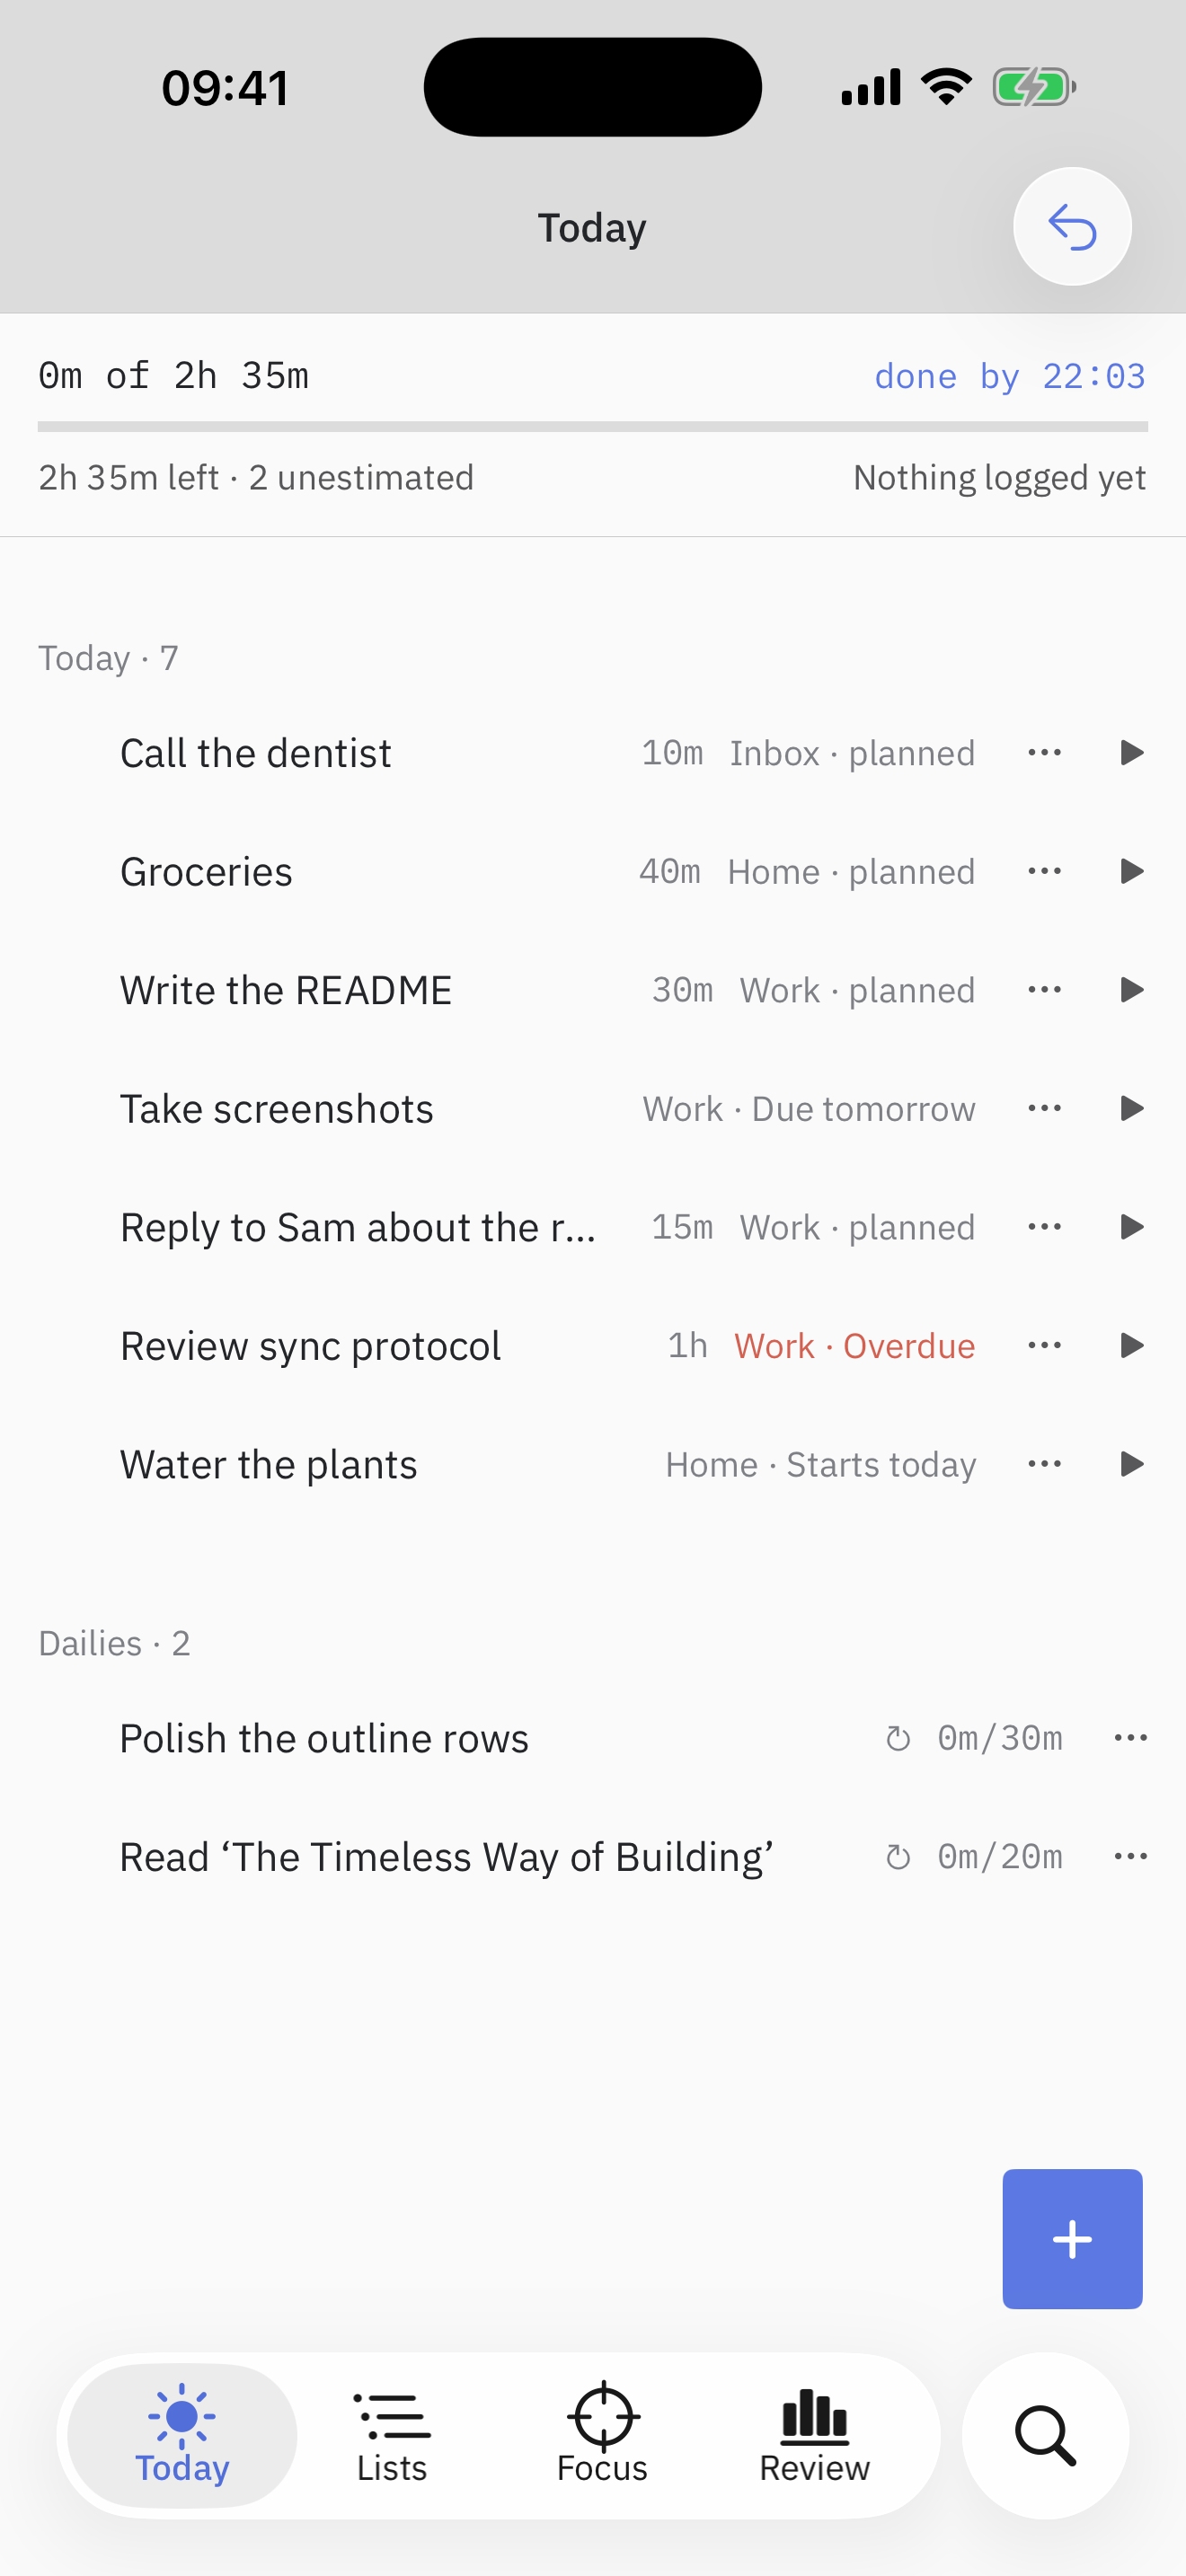 09:41
Today
0m of 2h 35m done by 22:03
2h 35m left · 2 unestimated Nothing logged yet
Today · 7
Call the dentist 10m Inbox · planned
Groceries 40m Home · planned
Write the README 30m Work · planned
Take screenshots Work · Due tomorrow
Reply to Sam about the r... 15m Work · planned
Review sync protocol 1h Work · Overdue
Water the plants Home · Starts today
Dailies · 2
Polish the outline rows 0m/30m
Read ‘The Timeless Way of Building’ 0m/20m
Today Lists Focus Review